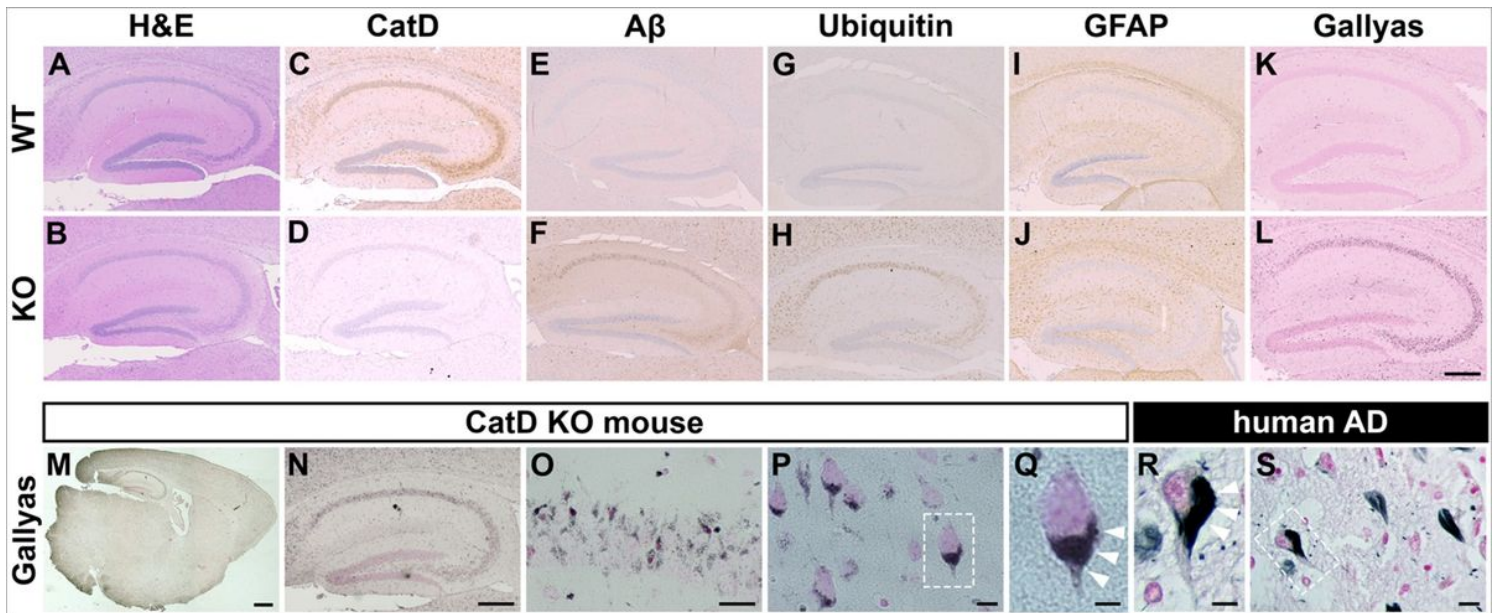 H&E CatD Aβ Ubiquitin GFAP Gallyas
WT
A C E G I K
KO
B D F H J L
CatD KO mouse human AD
Gallyas
M N O P Q R S